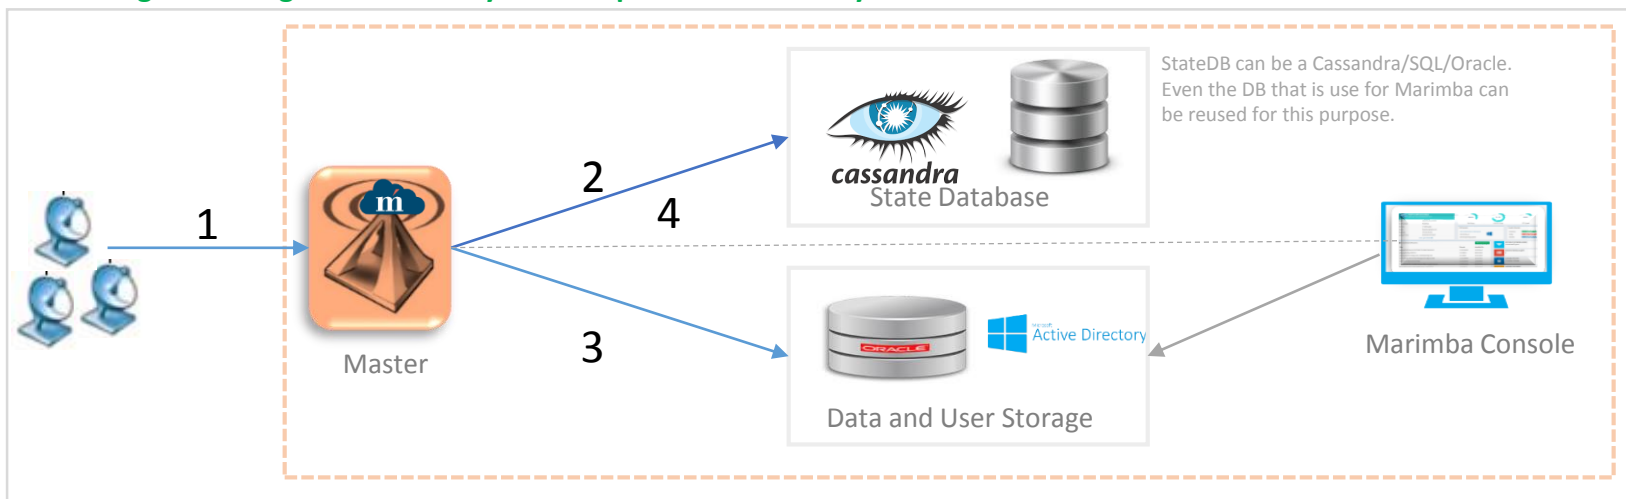 StateDB can be a Cassandra/SQL/Oracle.
Even the DB that is use for Marimba can
be reused for this purpose.
cassandra
State Database
1
2
4
3
ḿ
Master
ORACLE
Microsoft
Active Directory
Data and User Storage
Marimba Console